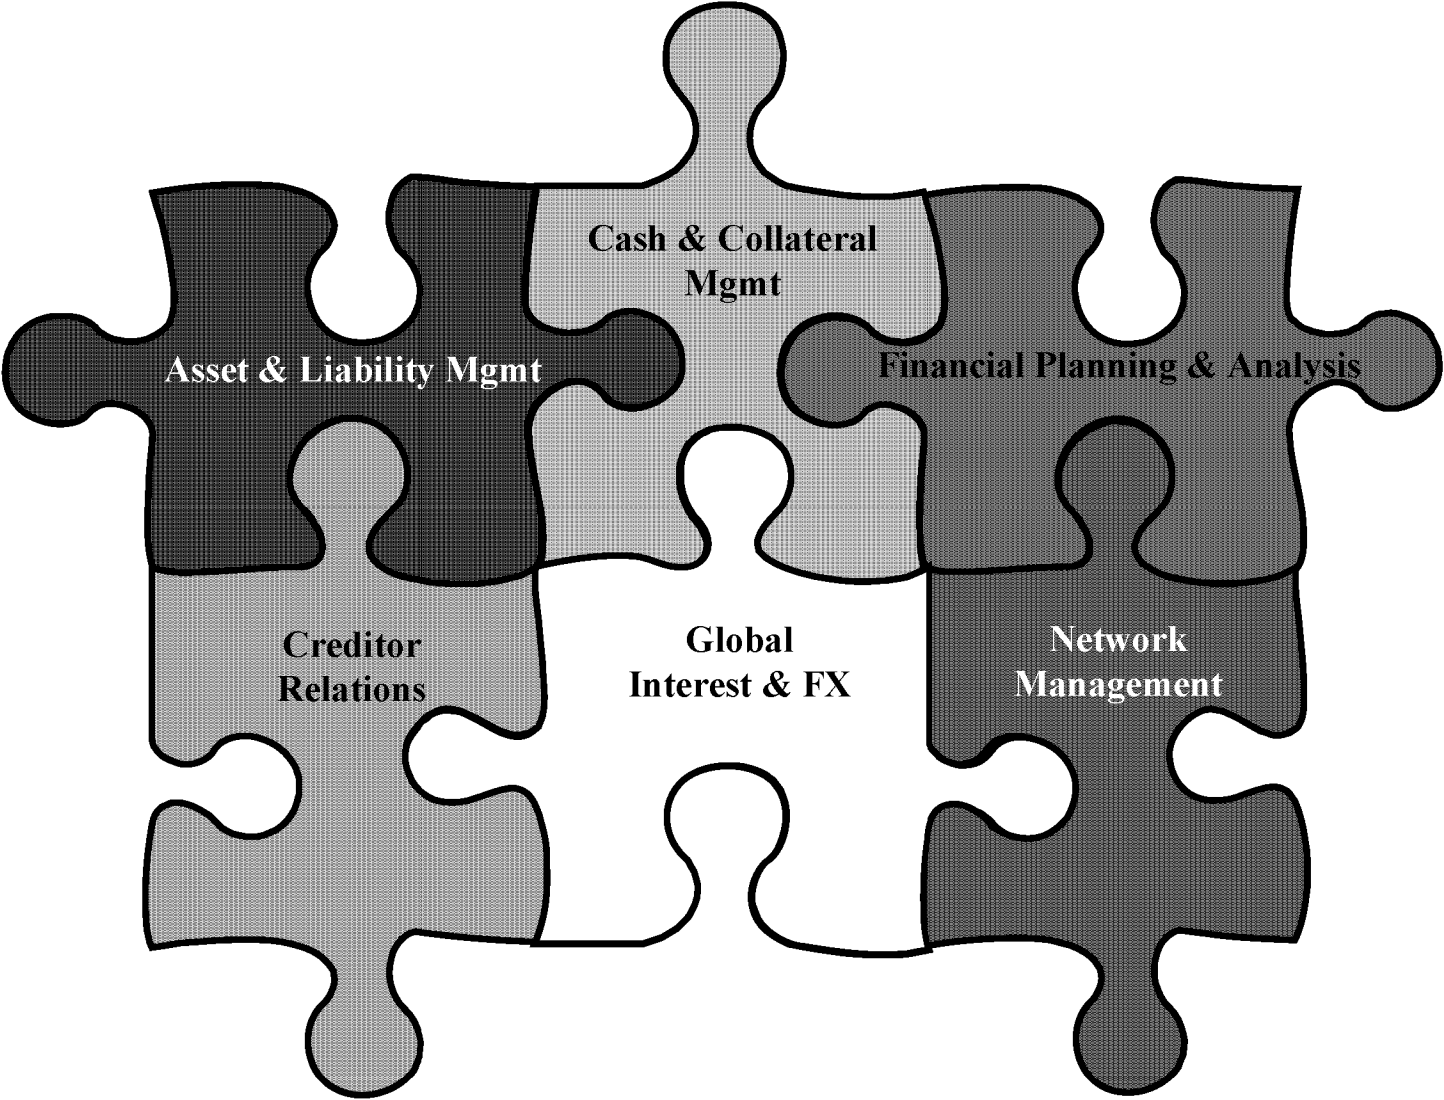 Cash & Collateral
Mgmt
Asset & Liability Mgmt
Financial Planning & Analysis
Creditor
Relations
Global
Interest & FX
Network
Management